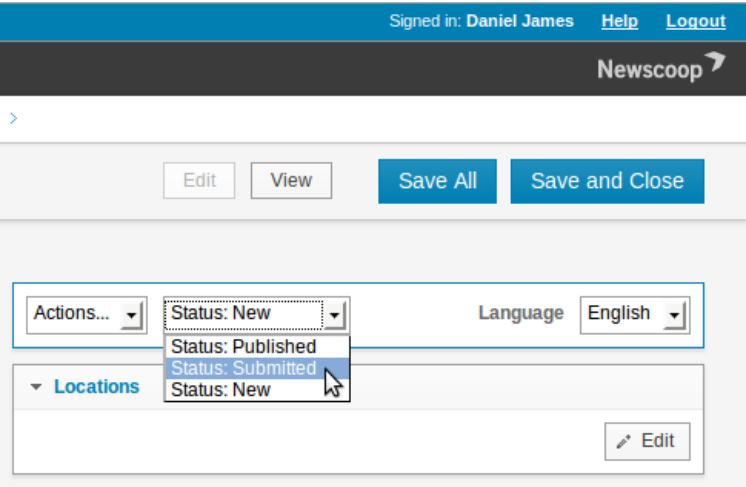 Signed in: Daniel James Help Logout
Newscoop
>
Edit View Save All Save and Close
Actions... Status: New Language English
Status: Published
Status: Submitted
Status: New
Locations
Edit